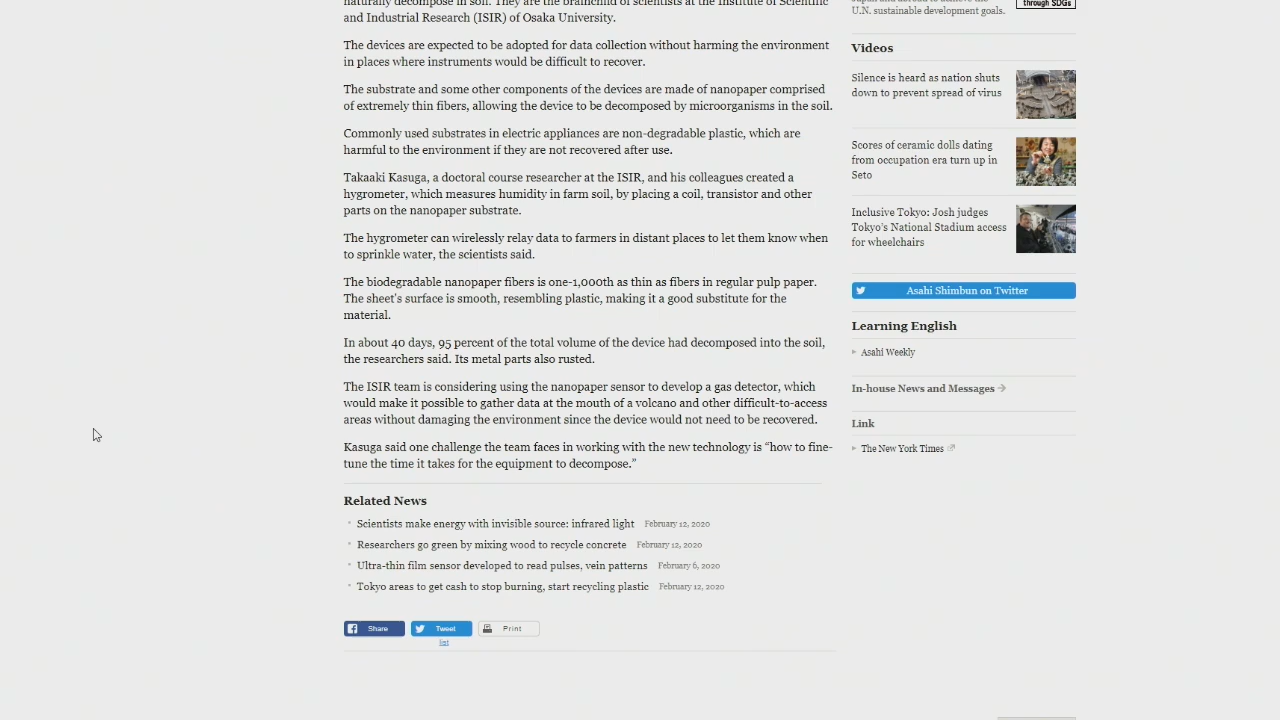 naturally decompose in soil. They are the brainchild of scientists at the Institute of Scientific
and Industrial Research (ISIR) of Osaka University.
The devices are expected to be adopted for data collection without harming the environment
in places where instruments would be difficult to recover.
The substrate and some other components of the devices are made of nanopaper comprised
of extremely thin fibers, allowing the device to be decomposed by microorganisms in the soil.
Commonly used substrates in electric appliances are non-degradable plastic, which are
harmful to the environment if they are not recovered after use.
Takaaki Kasuga, a doctoral course researcher at the ISIR, and his colleagues created a
hygrometer, which measures humidity in farm soil, by placing a coil, transistor and other
parts on the nanopaper substrate.
The hygrometer can wirelessly relay data to farmers in distant places to let them know when
to sprinkle water, the scientists said.
The biodegradable nanopaper fibers is one-1,000th as thin as fibers in regular pulp paper.
The sheet's surface is smooth, resembling plastic, making it a good substitute for the
material.
In about 40 days, 95 percent of the total volume of the device had decomposed into the soil,
the researchers said. Its metal parts also rusted.
The ISIR team is considering using the nanopaper sensor to develop a gas detector, which
would make it possible to gather data at the mouth of a volcano and other difficult-to-access
areas without damaging the environment since the device would not need to be recovered.
Kasuga said one challenge the team faces in working with the new technology is “how to fine-
tune the time it takes for the equipment to decompose.”
Related News
Scientists make energy with invisible source: infrared light February 12, 2020
Researchers go green by mixing wood to recycle concrete February 12, 2020
Ultra-thin film sensor developed to read pulses, vein patterns February 6, 2020
Tokyo areas to get cash to stop burning, start recycling plastic February 12, 2020
Share Tweet Print
list
Japan and abroad to achieve the
U.N. sustainable development goals.
through SDGs
Videos
Silence is heard as nation shuts
down to prevent spread of virus
Scores of ceramic dolls dating
from occupation era turn up in
Seto
Inclusive Tokyo: Josh judges
Tokyo's National Stadium access
for wheelchairs
Asahi Shimbun on Twitter
Learning English
Asahi Weekly
In-house News and Messages
Link
The New York Times